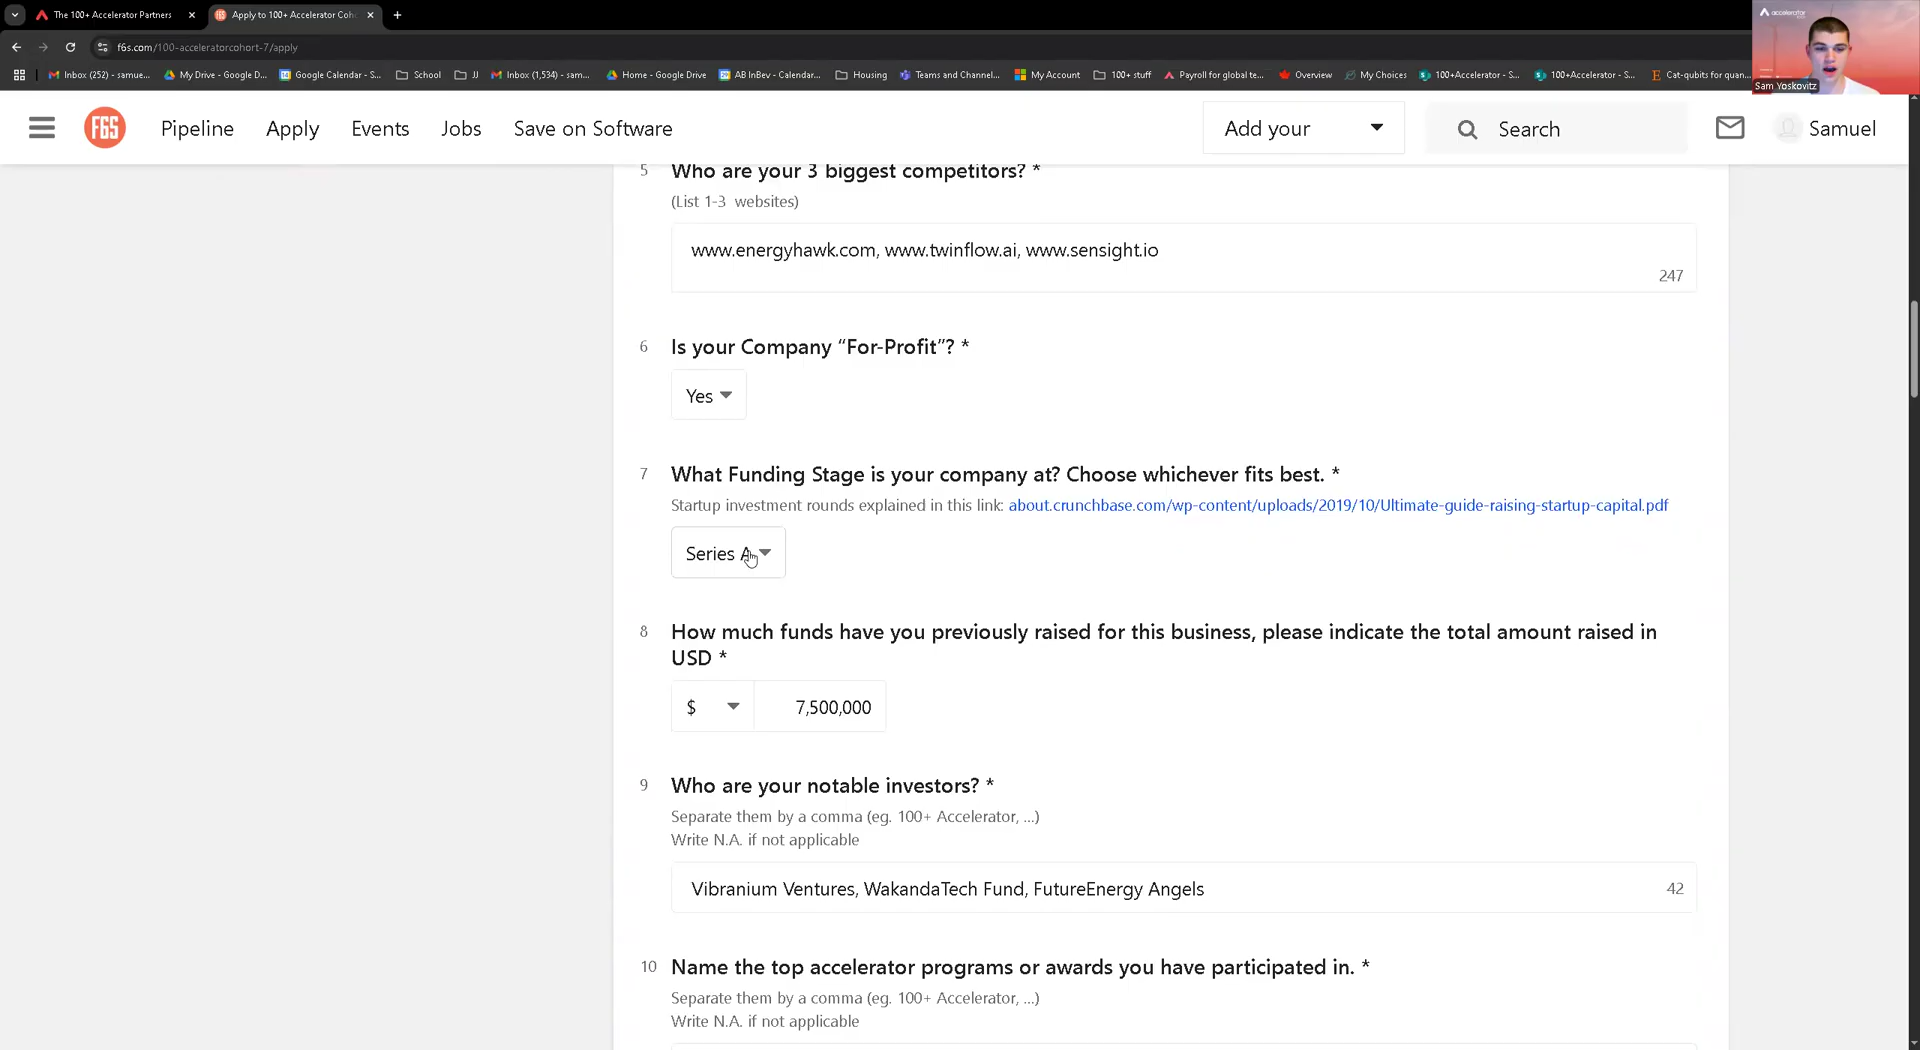 The 100+ Accelerator Partners
Apply to 100+ Accelerator Coh
f6s.com/100-acceleratorcohort-7/apply
Inbox (252) - samue...
My Drive - Google D...
Google Calendar - S...
School
JJ
Inbox (1,534) - sam...
Home - Google Drive
AB InBev - Calendar...
Housing
Teams and Channel...
My Account
100+ stuff
Payroll for global te...
Overview
My Choices
100+Accelerator - S...
100+Accelerator - S...
Cat-qubits for quan...
accelerator
Sam Yoskovitz
F6S
Pipeline
Apply
Events
Jobs
Save on Software
Add your
Search
Samuel
5 Who are your 3 biggest competitors? *
(List 1-3 websites)
www.energyhawk.com, www.twinflow.ai, www.sensight.io
247
6 Is your Company “For-Profit”? *
Yes
7 What Funding Stage is your company at? Choose whichever fits best. *
Startup investment rounds explained in this link: about.crunchbase.com/wp-content/uploads/2019/10/Ultimate-guide-raising-startup-capital.pdf
Series A
8 How much funds have you previously raised for this business, please indicate the total amount raised in
USD *
$ 7,500,000
9 Who are your notable investors? *
Separate them by a comma (eg. 100+ Accelerator, ...)
Write N.A. if not applicable
Vibranium Ventures, WakandaTech Fund, FutureEnergy Angels
42
10 Name the top accelerator programs or awards you have participated in. *
Separate them by a comma (eg. 100+ Accelerator, ...)
Write N.A. if not applicable